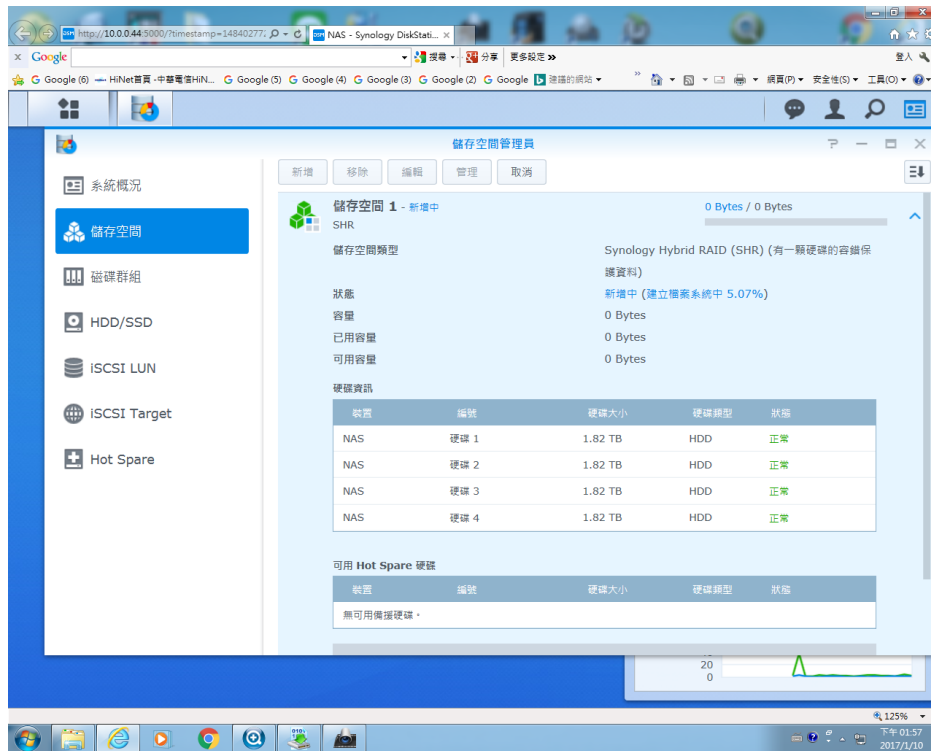 http://10.0.0.44:5000/?timestamp=14840277;
NAS - Synology DiskStati...
x Google 搜尋 分享 更多設定 » 登入
G Google (6) HiNet首頁 -中華電信HiN... G Google (5) G Google (4) G Google (3) G Google (2) G Google 建議的網站 » 網頁(P) 安全性(S) 工具(O)
儲存空間管理員
新增 移除 編輯 管理 取消
系統概況
儲存空間
磁碟群組
HDD/SSD
iSCSI LUN
iSCSI Target
Hot Spare
儲存空間 1 - 新增中 0 Bytes / 0 Bytes
SHR
儲存空間類型 Synology Hybrid RAID (SHR) (有一顆硬碟的容錯保
護資料)
狀態 新增中 (建立檔案系統中 5.07%)
容量 0 Bytes
已用容量 0 Bytes
可用容量 0 Bytes
硬碟資訊
裝置 編號 硬碟大小 硬碟類型 狀態
NAS 硬碟 1 1.82 TB HDD 正常
NAS 硬碟 2 1.82 TB HDD 正常
NAS 硬碟 3 1.82 TB HDD 正常
NAS 硬碟 4 1.82 TB HDD 正常
可用 Hot Spare 硬碟
裝置 編號 硬碟大小 硬碟類型 狀態
無可用備援硬碟。
20
0
125%
下午 01:57
2017/1/10